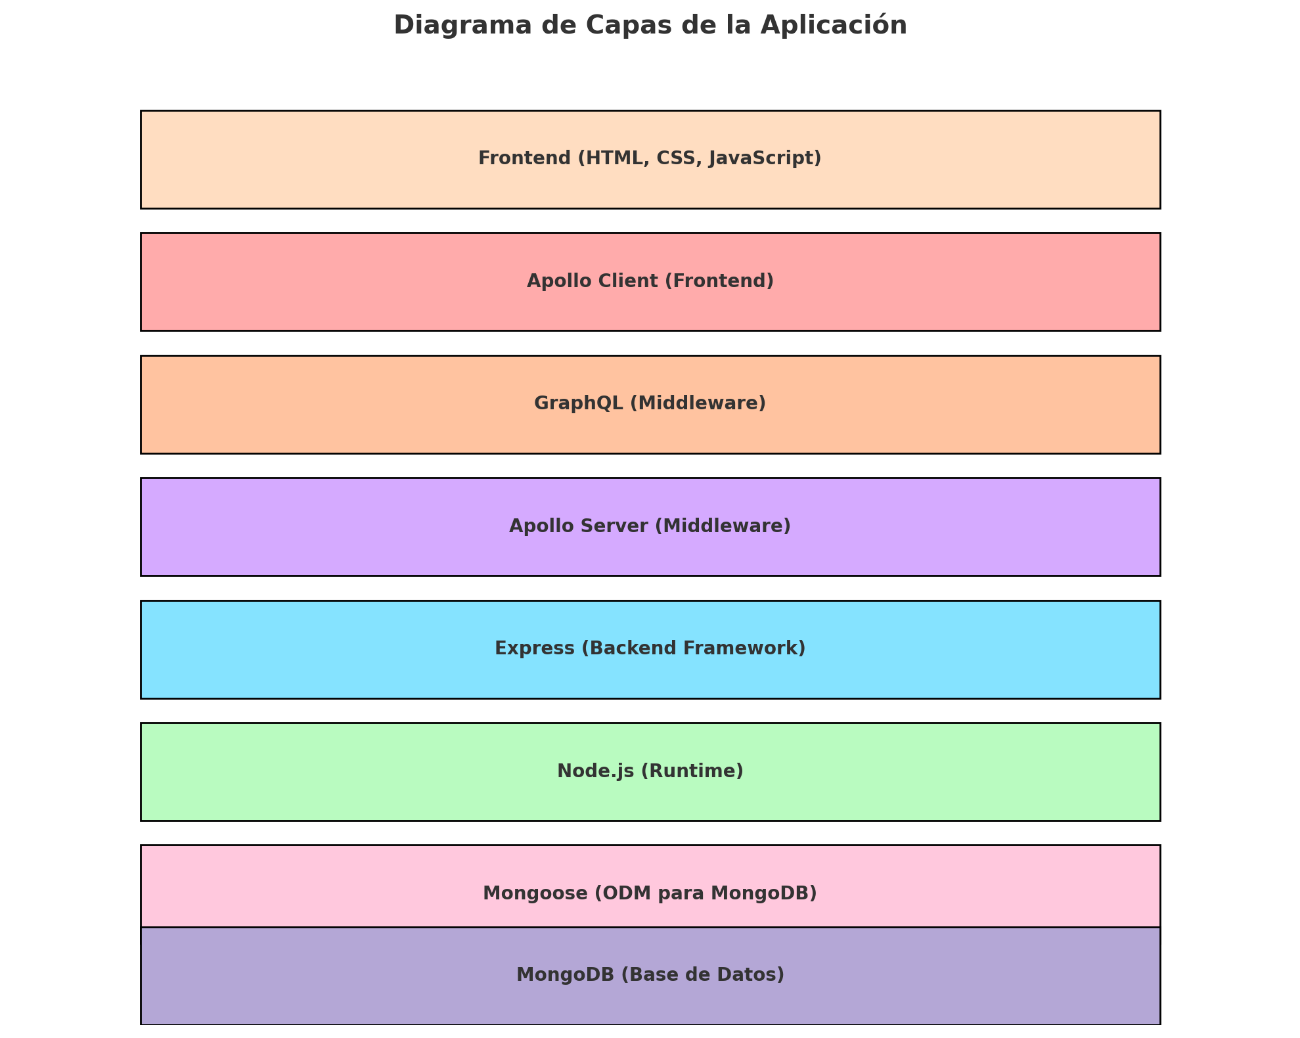 Diagrama de Capas de la Aplicación
Frontend (HTML, CSS, JavaScript)
Apollo Client (Frontend)
GraphQL (Middleware)
Apollo Server (Middleware)
Express (Backend Framework)
Node.js (Runtime)
Mongoose (ODM para MongoDB)
MongoDB (Base de Datos)